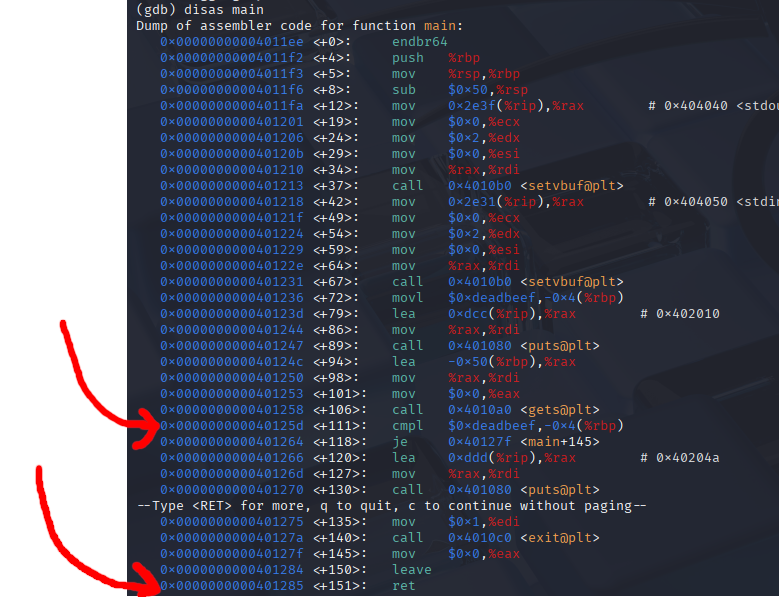 (gdb) disas main
Dump of assembler code for function main:
0x00000000004011ee <+0>: endbr64
0x00000000004011f2 <+4>: push %rbp
0x00000000004011f3 <+5>: mov %rsp,%rbp
0x00000000004011f6 <+8>: sub $0x50,%rsp
0x00000000004011fa <+12>: mov 0x2e3f(%rip),%rax # 0x404040 <stdou
0x0000000000401201 <+19>: mov $0x0,%ecx
0x0000000000401206 <+24>: mov $0x2,%edx
0x000000000040120b <+29>: mov $0x0,%esi
0x0000000000401210 <+34>: mov %rax,%rdi
0x0000000000401213 <+37>: call 0x4010b0 <setvbuf@plt>
0x0000000000401218 <+42>: mov 0x2e31(%rip),%rax # 0x404050 <stdin
0x000000000040121f <+49>: mov $0x0,%ecx
0x0000000000401224 <+54>: mov $0x2,%edx
0x0000000000401229 <+59>: mov $0x0,%esi
0x000000000040122e <+64>: mov %rax,%rdi
0x0000000000401231 <+67>: call 0x4010b0 <setvbuf@plt>
0x0000000000401236 <+72>: movl $0xdeadbeef,-0x4(%rbp)
0x000000000040123d <+79>: lea 0xdcc(%rip),%rax # 0x402010
0x0000000000401244 <+86>: mov %rax,%rdi
0x0000000000401247 <+89>: call 0x401080 <puts@plt>
0x000000000040124c <+94>: lea -0x50(%rbp),%rax
0x0000000000401250 <+98>: mov %rax,%rdi
0x0000000000401253 <+101>: mov $0x0,%eax
0x0000000000401258 <+106>: call 0x4010a0 <gets@plt>
0x000000000040125d <+111>: cmpl $0xdeadbeef,-0x4(%rbp)
0x0000000000401264 <+118>: je 0x40127f <main+145>
0x0000000000401266 <+120>: lea 0xddd(%rip),%rax # 0x40204a
0x000000000040126d <+127>: mov %rax,%rdi
0x0000000000401270 <+130>: call 0x401080 <puts@plt>
--Type <RET> for more, q to quit, c to continue without paging--
0x0000000000401275 <+135>: mov $0x1,%edi
0x000000000040127a <+140>: call 0x4010c0 <exit@plt>
0x000000000040127f <+145>: mov $0x0,%eax
0x0000000000401284 <+150>: leave
0x0000000000401285 <+151>: ret